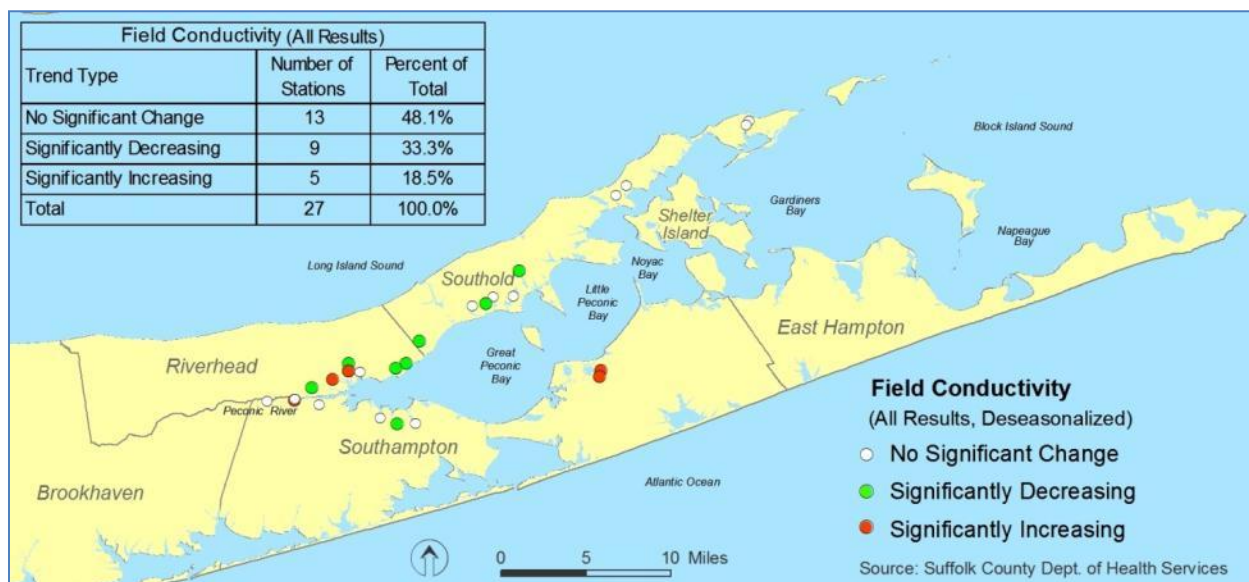 Field Conductivity (All Results)
Trend Type Number of Stations Percent of Total
No Significant Change 13 48.1%
Significantly Decreasing 9 33.3%
Significantly Increasing 5 18.5%
Total 27 100.0%
Block Island Sound
Gardiners Bay
Shelter Island
Napeague Bay
Long Island Sound
Noyac Bay
Southold
Little Peconic Bay
East Hampton
Riverhead
Great Peconic Bay
Peconic River
Southampton
Brookhaven
Atlantic Ocean
Field Conductivity
(All Results, Deseasonalized)
No Significant Change
Significantly Decreasing
Significantly Increasing
0 5 10 Miles
Source: Suffolk County Dept. of Health Services